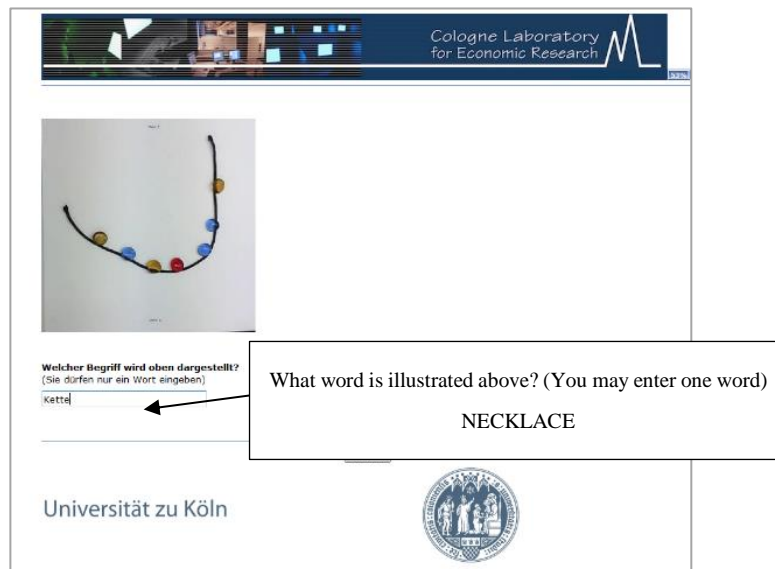 Cologne Laboratory
for Economic Research
53%
Welcher Begriff wird oben dargestellt?
(Sie dürfen nur ein Wort eingeben)
Kette
What word is illustrated above? (You may enter one word)
NECKLACE
Universität zu Köln